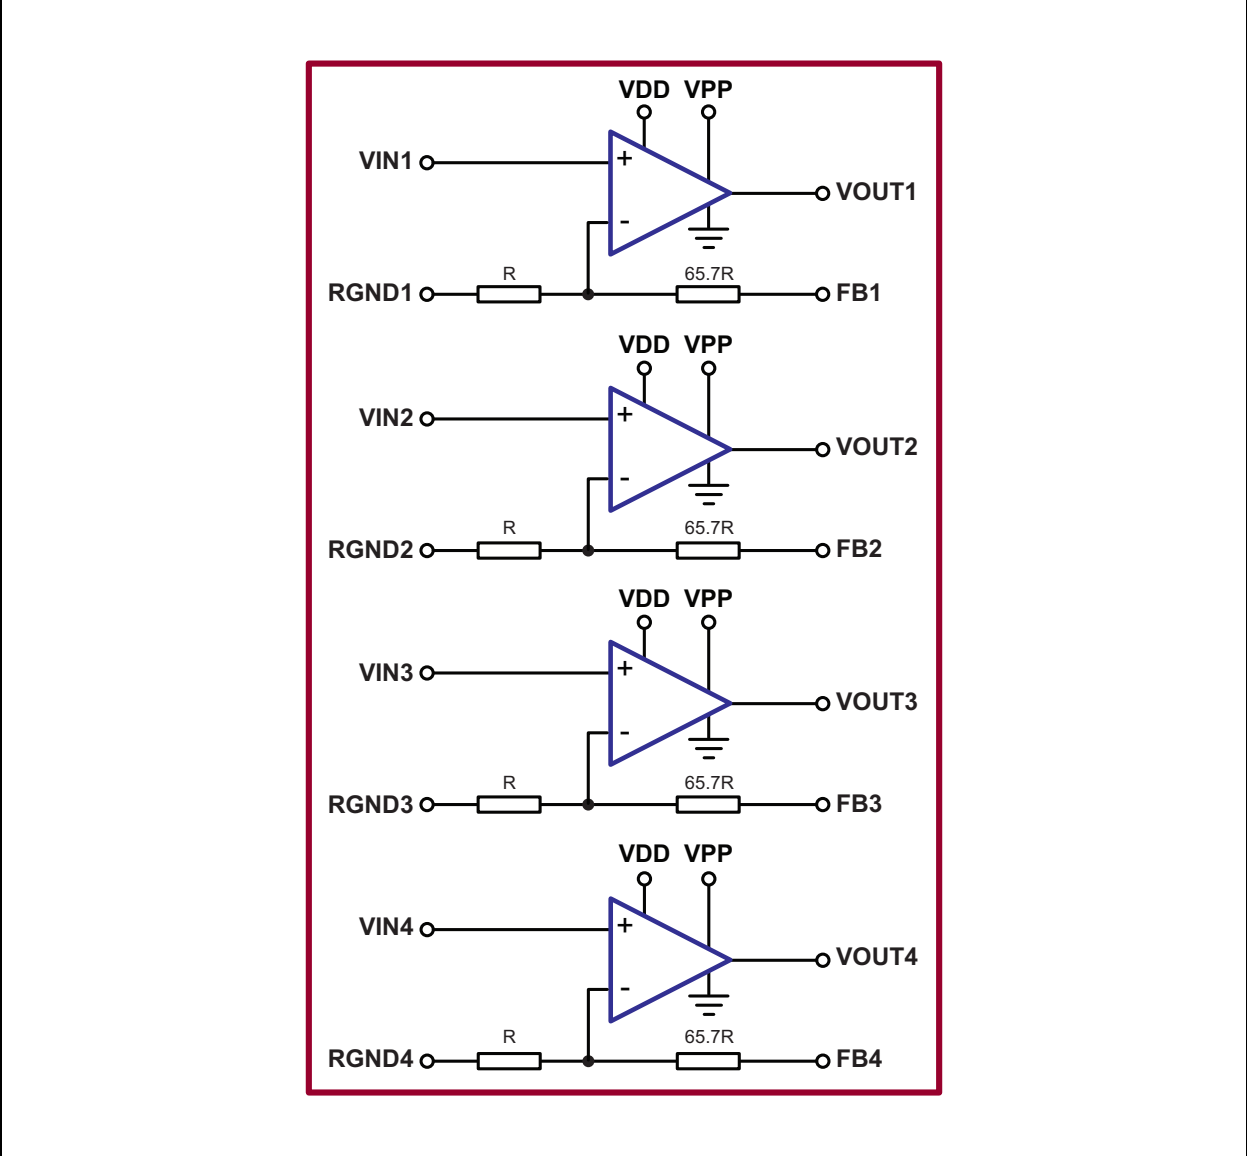 VDD VPP
VIN1
+
VOUT1
-
R
65.7R
RGND1
FB1
VDD VPP
VIN2
+
VOUT2
-
R
65.7R
RGND2
FB2
VDD VPP
VIN3
+
VOUT3
-
R
65.7R
RGND3
FB3
VDD VPP
VIN4
+
VOUT4
-
R
65.7R
RGND4
FB4